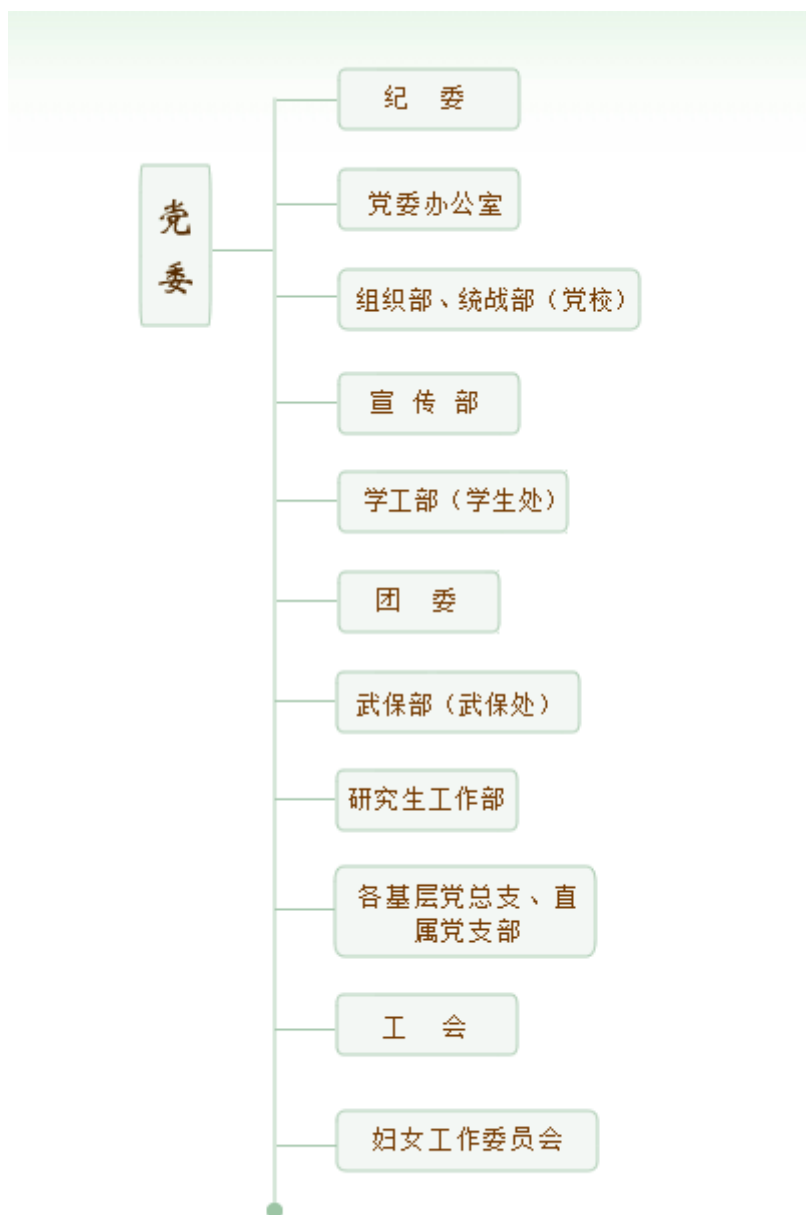 党委
纪 委
党委办公室
组织部、统战部（党校）
宣 传 部
学工部（学生处）
团 委
武保部（武保处）
研究生工作部
各基层党总支、直
属党支部
工 会
妇女工作委员会